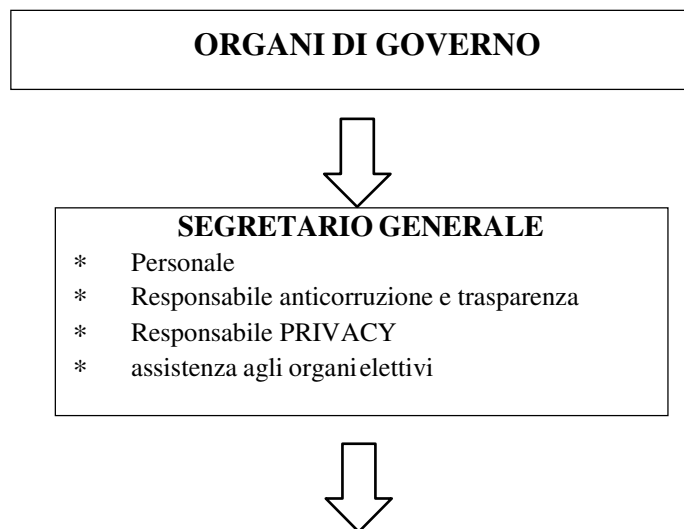 ORGANI DI GOVERNO
SEGRETARIO GENERALE
* Personale
* Responsabile anticorruzione e trasparenza
* Responsabile PRIVACY
* assistenza agli organi elettivi